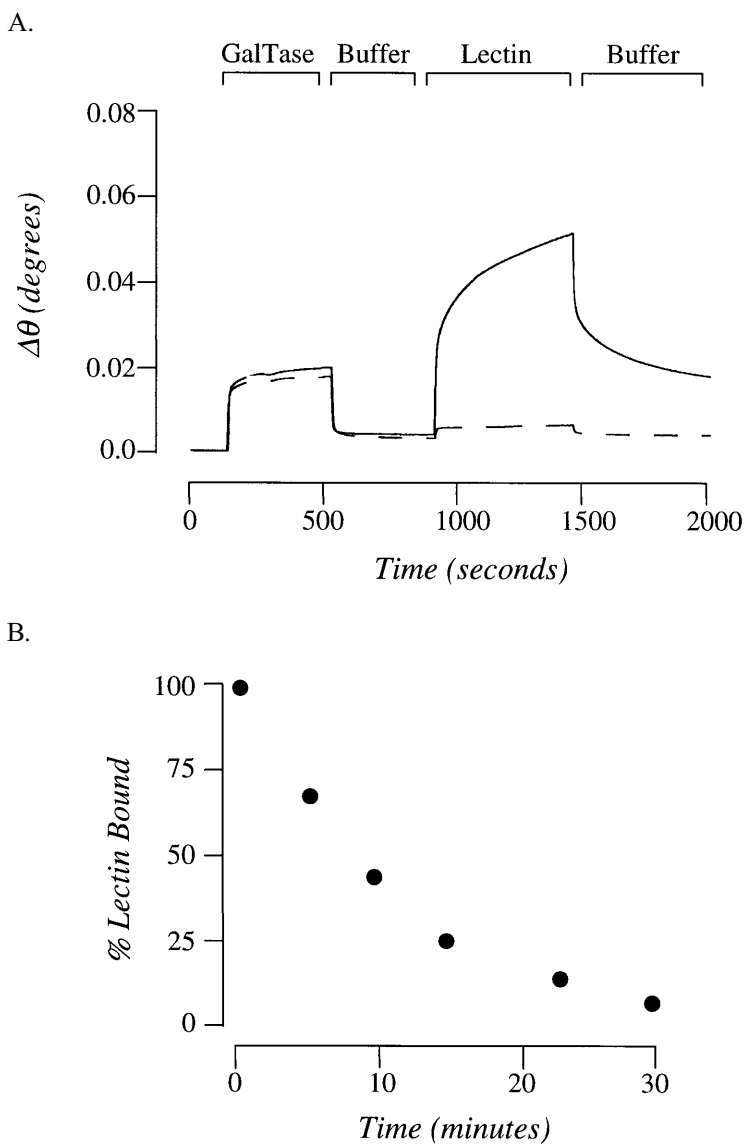 A.
GalTase Buffer Lectin Buffer
0.08
0.06
0.04
0.02
0.0
Δθ (degrees)
0 500 1000 1500 2000
Time (seconds)
B.
100
75
50
25
0
% Lectin Bound
0 10 20 30
Time (minutes)